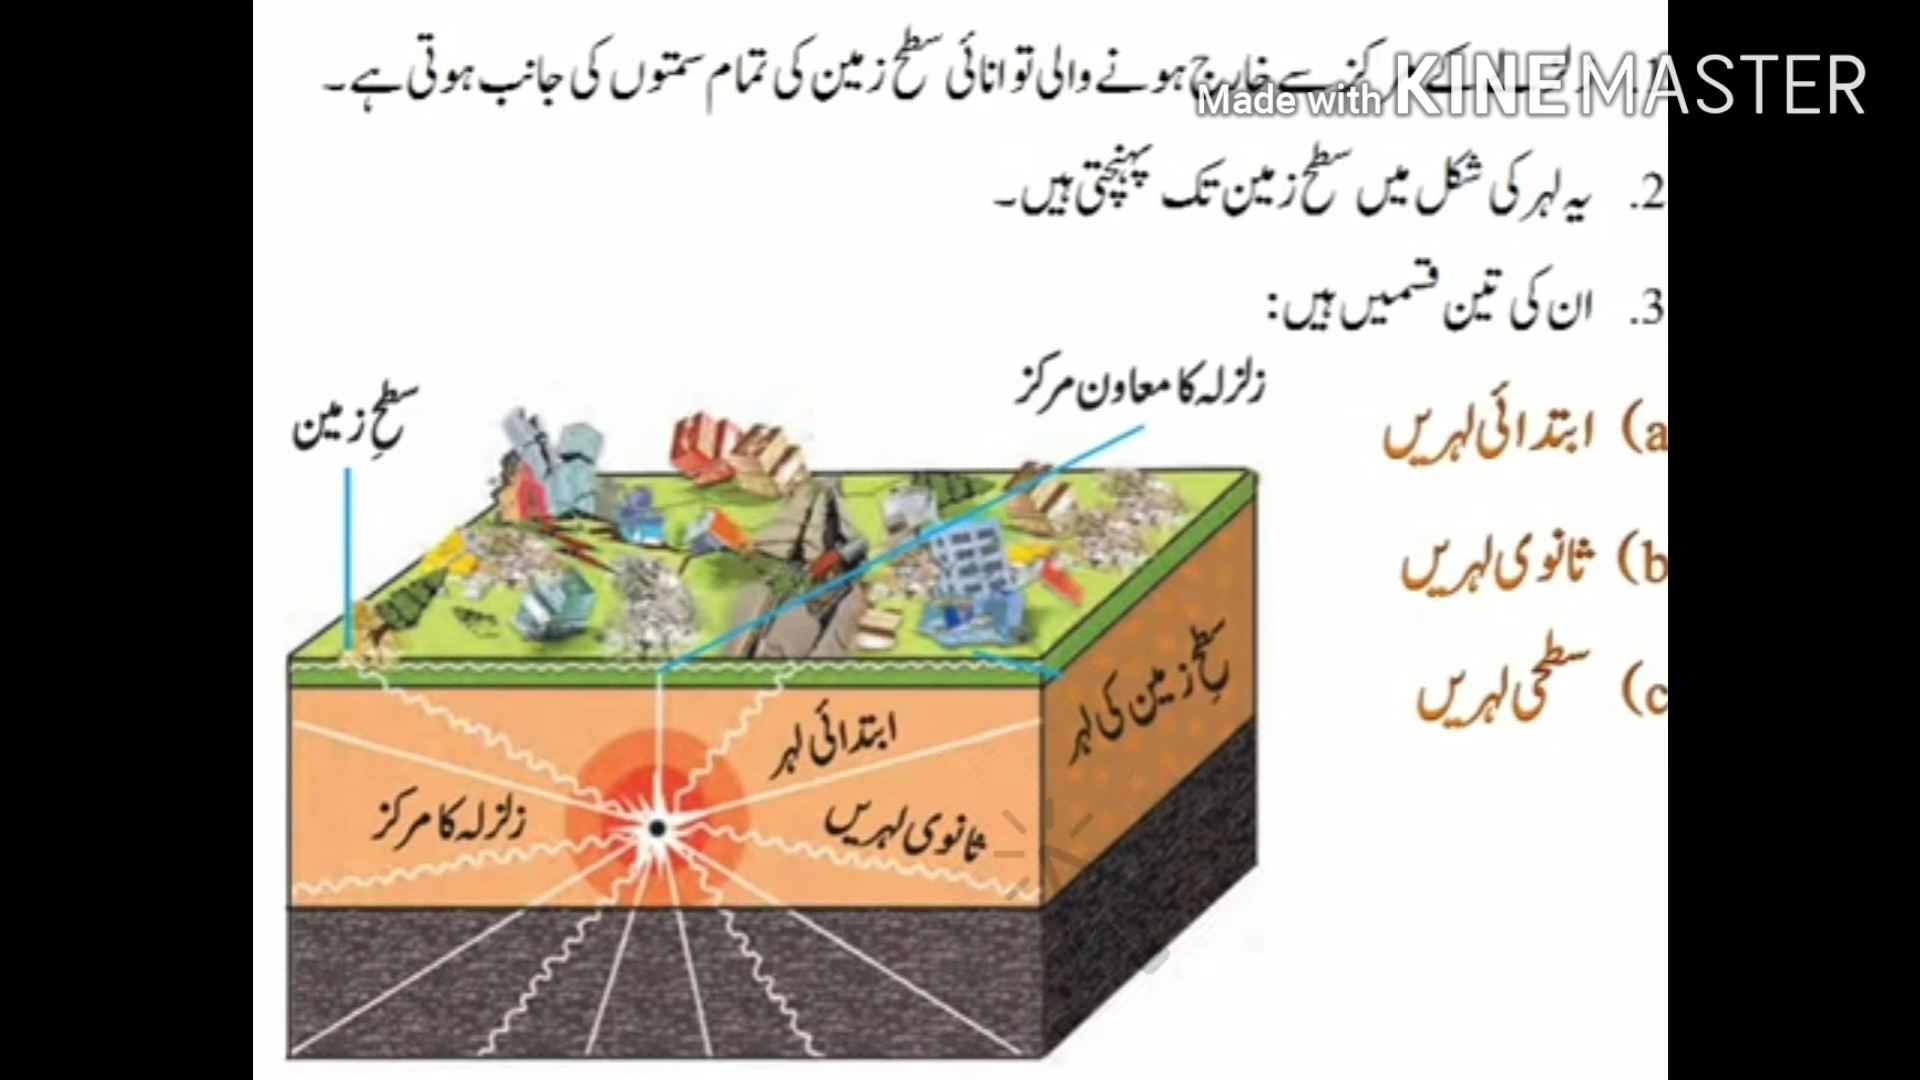 1. کے مرکز سے خارج ہونے والی توانائی سطح زمین کی تمام سمتوں کی جانب ہوتی ہے۔
Made with KINEMASTER
2. یہ لہر کی شکل میں سطح زمین تک پہنچتی ہیں۔
3. ان کی تین قسمیں ہیں:
زلزلہ کا معاون مرکز
سطحِ زمین
a) ابتدائی لہریں
b) ثانوی لہریں
c) سطحی لہریں
سطحِ زمین کی لہر
ابتدائی لہر
زلزلہ کا مرکز
ثانوی لہریں